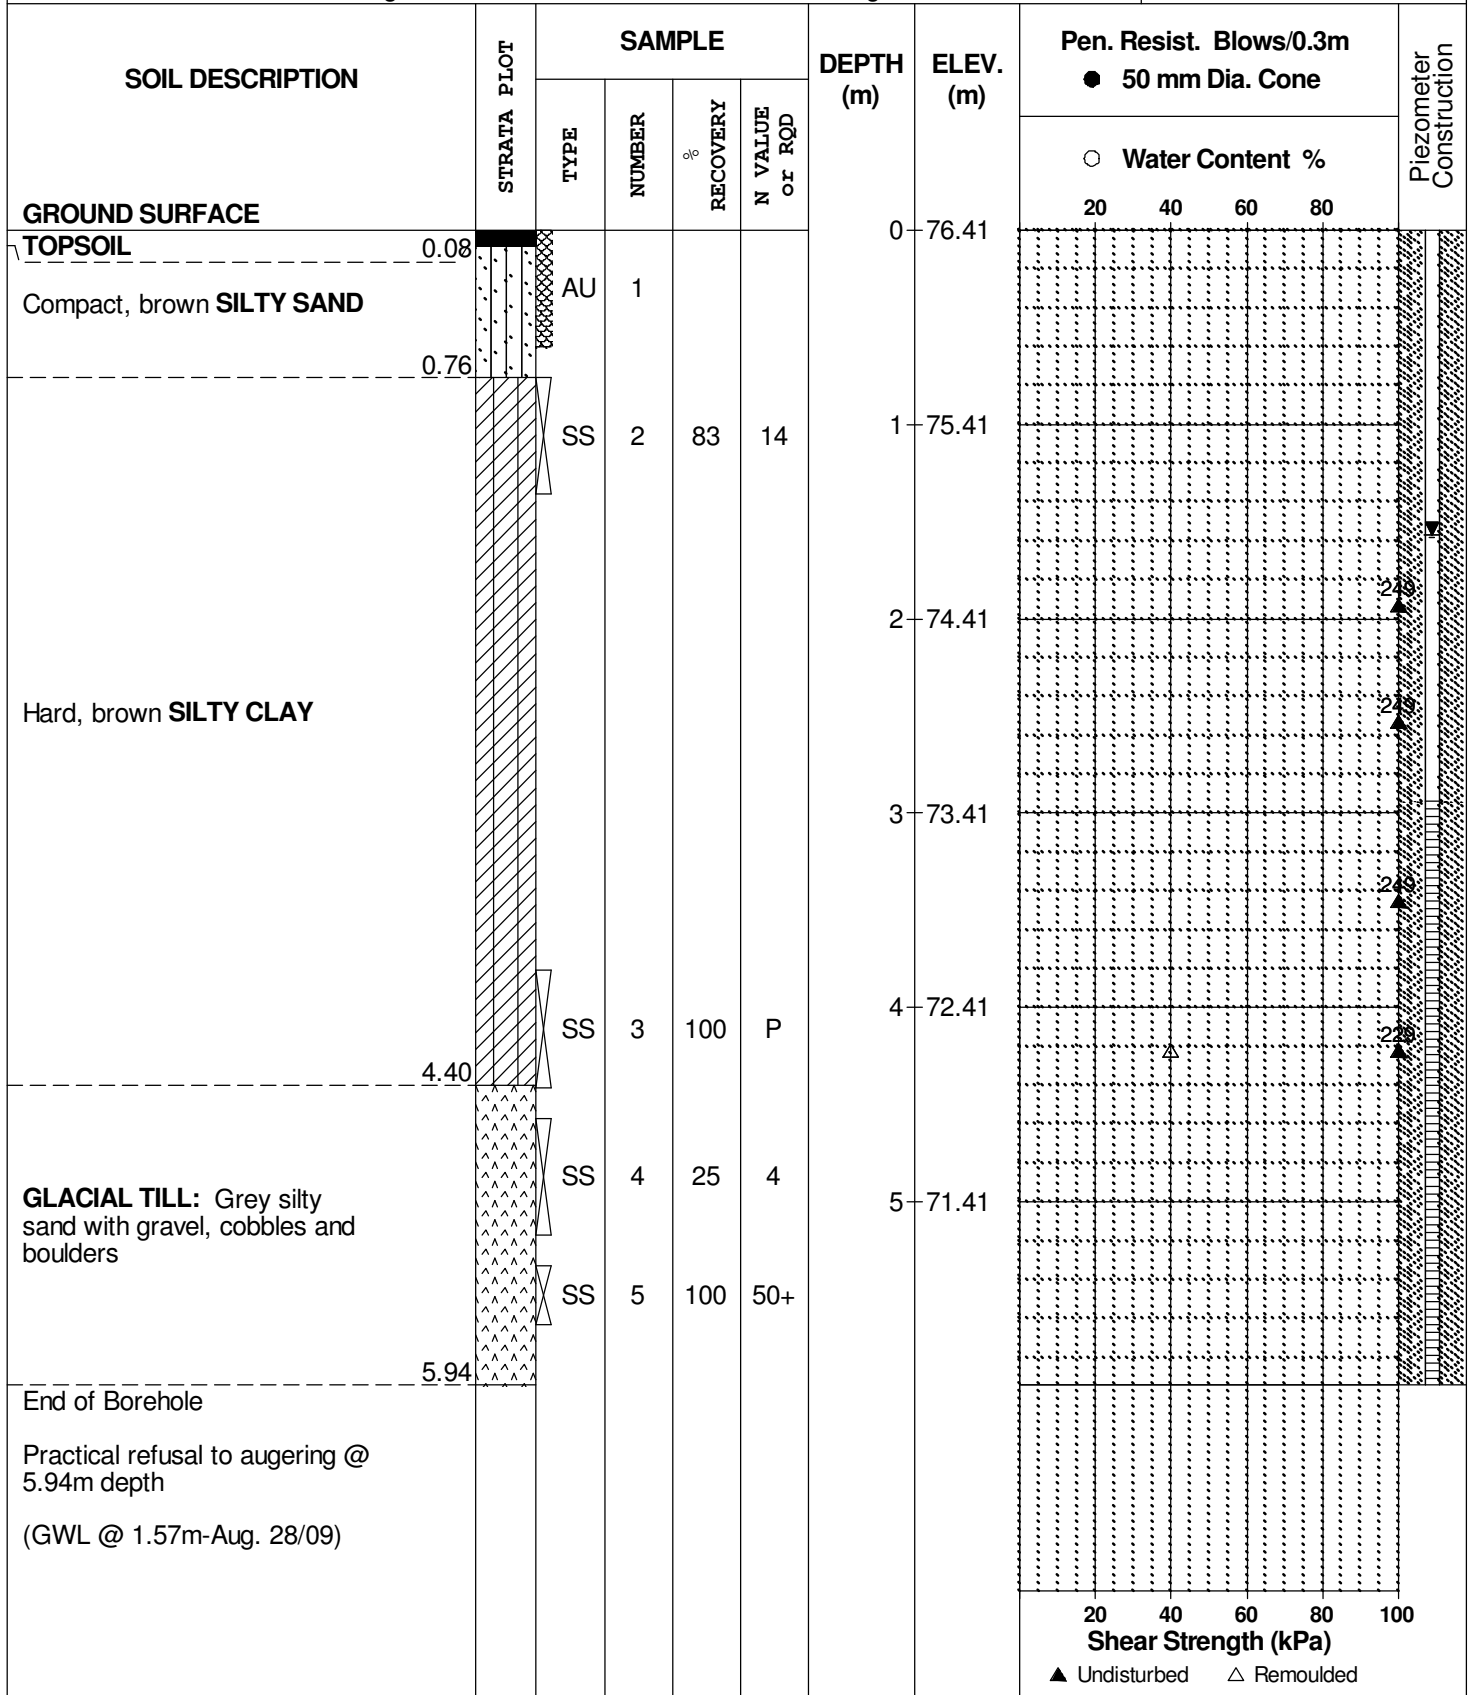 SOIL DESCRIPTION
STRATA PLOT
SAMPLE
TYPE
NUMBER
% RECOVERY
N VALUE or RQD
DEPTH (m)
ELEV. (m)
Pen. Resist. Blows/0.3m
● 50 mm Dia. Cone
○ Water Content %
Piezometer Construction
20 40 60 80
GROUND SURFACE
0 76.41
TOPSOIL 0.08
AU 1
Compact, brown SILTY SAND
0.76
SS 2 83 14
1 75.41
249
2 74.41
Hard, brown SILTY CLAY
249
3 73.41
249
4 72.41
SS 3 100 P
229
4.40
SS 4 25 4
GLACIAL TILL: Grey silty
sand with gravel, cobbles and
boulders
5 71.41
SS 5 100 50+
5.94
End of Borehole
Practical refusal to augering @
5.94m depth
(GWL @ 1.57m-Aug. 28/09)
20 40 60 80 100
Shear Strength (kPa)
▲ Undisturbed △ Remoulded